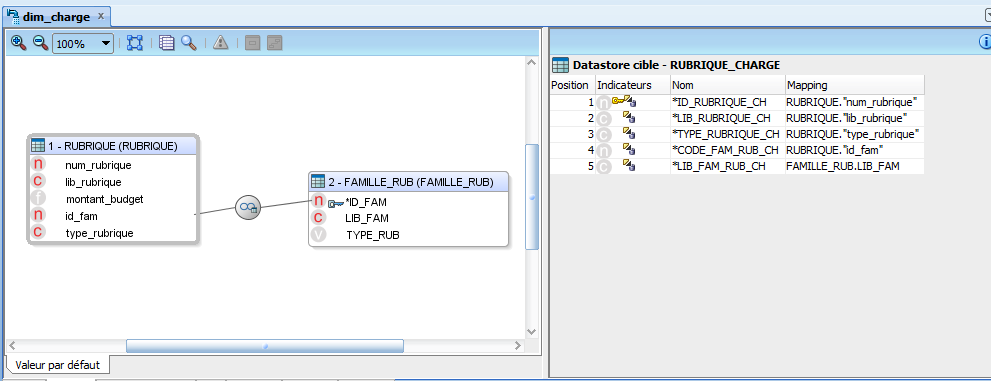 dim_charge x
100%
1 - RUBRIQUE (RUBRIQUE)
n num_rubrique
c lib_rubrique
f montant_budget
n id_fam
c type_rubrique
2 - FAMILLE_RUB (FAMILLE_RUB)
n *ID_FAM
c LIB_FAM
v TYPE_RUB
Valeur par défaut
Datastore cible - RUBRIQUE_CHARGE
Position Indicateurs Nom Mapping
1 n *ID_RUBRIQUE_CH RUBRIQUE."num_rubrique"
2 c *LIB_RUBRIQUE_CH RUBRIQUE."lib_rubrique"
3 c *TYPE_RUBRIQUE_CH RUBRIQUE."type_rubrique"
4 n *CODE_FAM_RUB_CH RUBRIQUE."id_fam"
5 c *LIB_FAM_RUB_CH FAMILLE_RUB.LIB_FAM